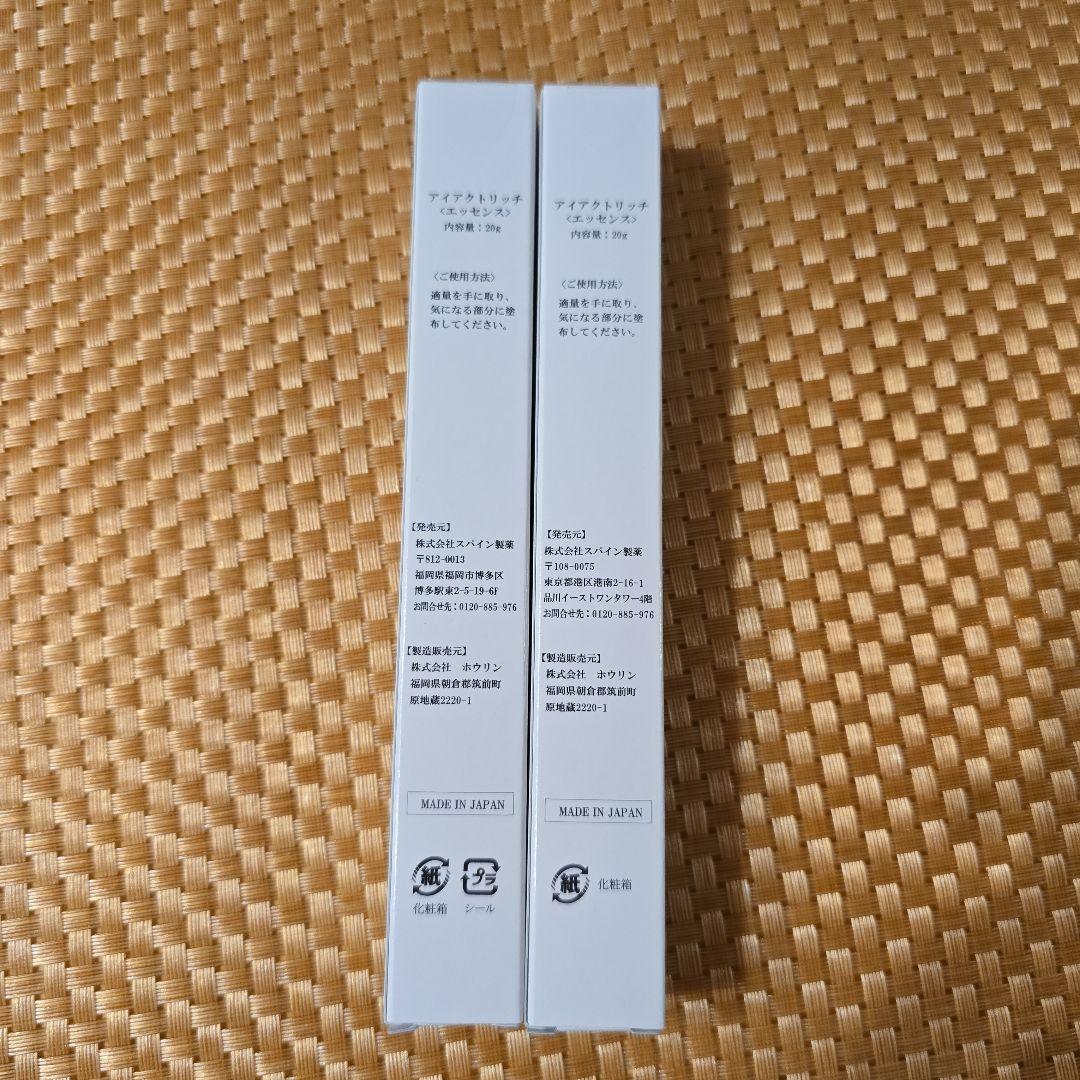 アイアクトリッチ
<エッセンス>
内容量：20g
〈ご使用方法〉
適量を手に取り、
気になる部分に塗
布してください。
【発売元】
株式会社スパイン製薬
〒812-0013
福岡県福岡市博多区
博多駅東2-5-19-6F
お問合せ先：0120-885-976
【製造販売元】
株式会社　ホウリン
福岡県朝倉郡筑前町
原地蔵2220-1
MADE IN JAPAN
紙 プラ
化粧箱 シール
アイアクトリッチ
<エッセンス>
内容量：20g
〈ご使用方法〉
適量を手に取り、
気になる部分に塗
布してください。
【発売元】
株式会社スパイン製薬
〒108-0075
東京都港区港南2-16-1
品川イーストワンタワー4階
お問合せ先：0120-885-976
【製造販売元】
株式会社　ホウリン
福岡県朝倉郡筑前町
原地蔵2220-1
MADE IN JAPAN
紙 化粧箱